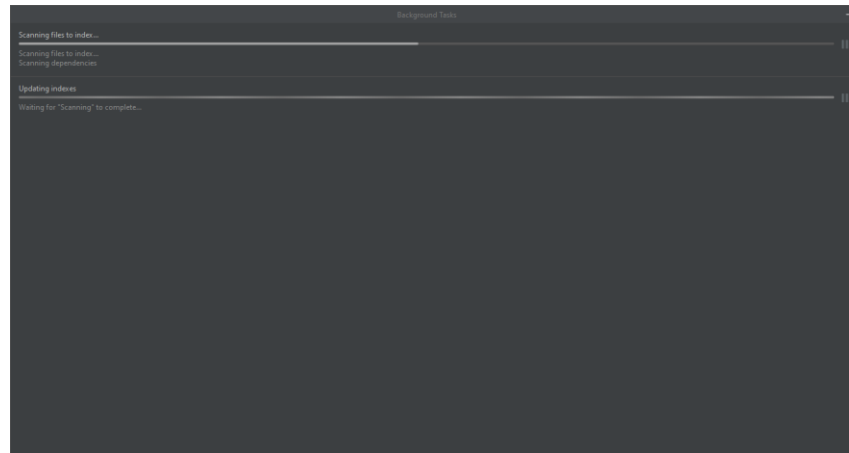 Background Tasks
Scanning files to index...
Scanning files to index...
Scanning dependencies
Updating indexes
Waiting for "Scanning" to complete...